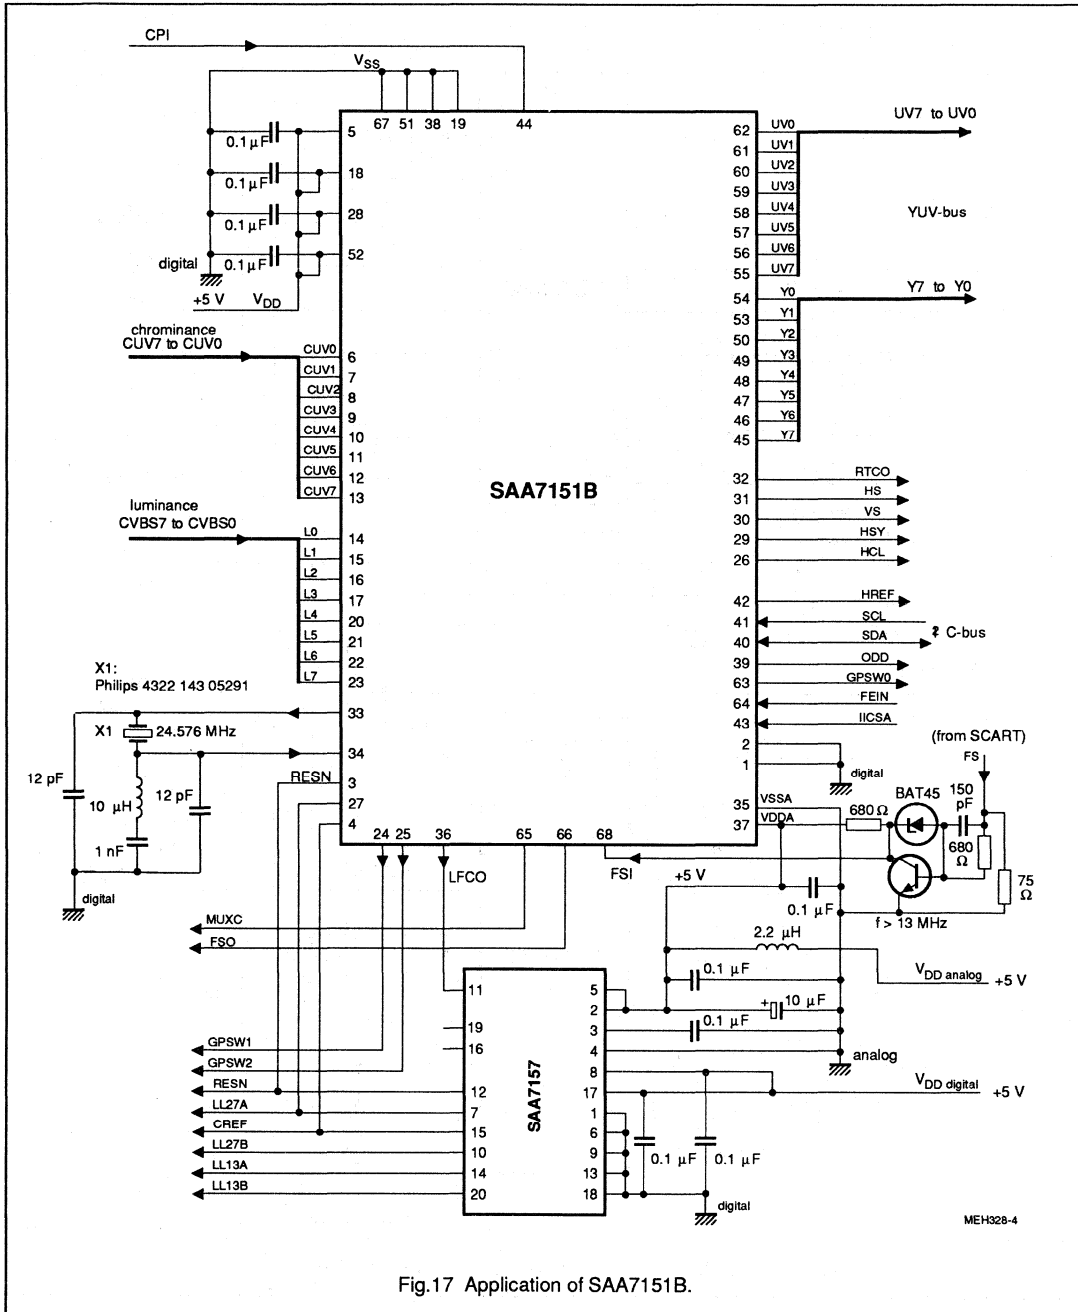 CPI
VSS
67 51 38 19 44
0.1 µF 5
0.1 µF 18
0.1 µF 28
0.1 µF 52
digital
+5 V VDD
chrominance
CUV7 to CUV0
CUV0 6
CUV1 7
CUV2 8
CUV3 9
CUV4 10
CUV5 11
CUV6 12
CUV7 13
luminance
CVBS7 to CVBS0
L0 14
L1 15
L2 16
L3 17
L4 20
L5 21
L6 22
L7 23
SAA7151B
62 UV0
61 UV1
60 UV2
59 UV3
58 UV4
57 UV5
56 UV6
55 UV7
UV7 to UV0
YUV-bus
54 Y0
53 Y1
50 Y2
49 Y3
48 Y4
47 Y5
46 Y6
45 Y7
Y7 to Y0
32 RTCO
31 HS
30 VS
29 HSY
26 HCL
42 HREF
41 SCL
40 SDA
C-bus
39 ODD
63 GPSW0
64 FEIN
43 IICSA
2
1
digital
35 VSSA
37 VDDA
X1:
Philips 4322 143 05291
33
X1 24.576 MHz
34
12 pF
10 µH
12 pF
1 nF
digital
RESN 3
27
4
24 25 36 65 66 68
LFCO
FSI
MUXC
FSO
(from SCART)
FS
BAT45
150 pF
680 Ω
680 Ω
75 Ω
f > 13 MHz
+5 V
0.1 µF
2.2 µH
VDD analog +5 V
0.1 µF
10 µF
+
0.1 µF
analog
SAA7157
11
19
16
12
7
15
10
14
20
5
2
3
4
8
17
1
6
9
13
18
GPSW1
GPSW2
RESN
LL27A
CREF
LL27B
LL13A
LL13B
VDD digital +5 V
0.1 µF 0.1 µF
digital
MEH328-4
Fig.17 Application of SAA7151B.